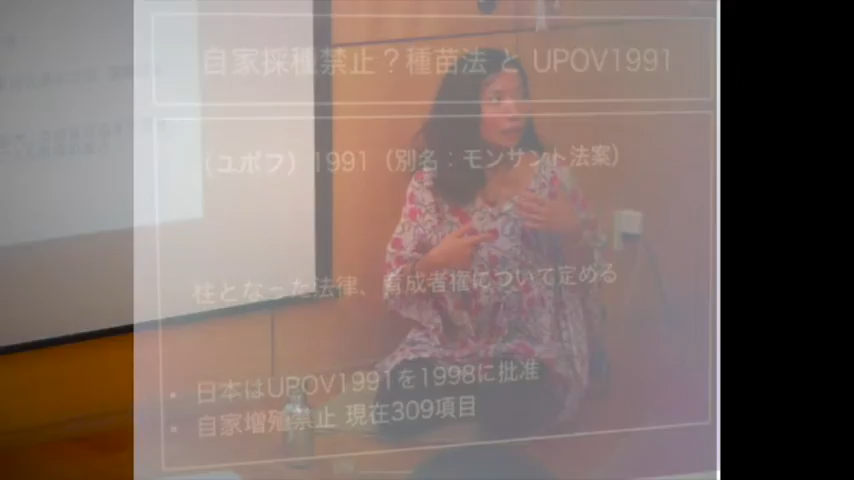 自家採種禁止？種苗法 と UPOV1991
(ユポフ) 1991（別名：モンサント法案）
柱となった法律、育成者権について定める
・ 日本はUPOV1991を1998に批准
・ 自家増殖禁止 現在309項目